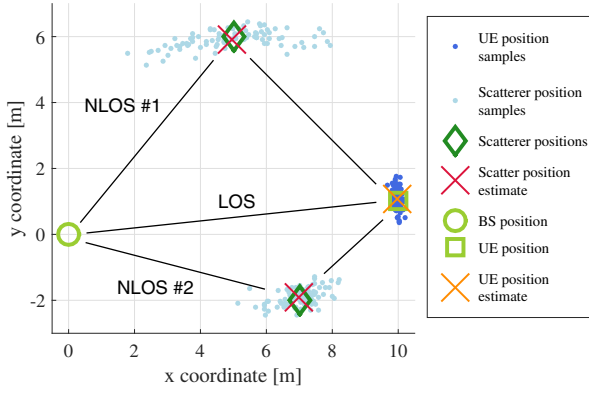 6
4
2
0
-2
0
2
4
6
8
10
x coordinate [m]
y coordinate [m]
NLOS #1
LOS
NLOS #2
UE position
samples
Scatterer position
samples
Scatterer positions
Scatter position
estimate
BS position
UE position
UE position
estimate